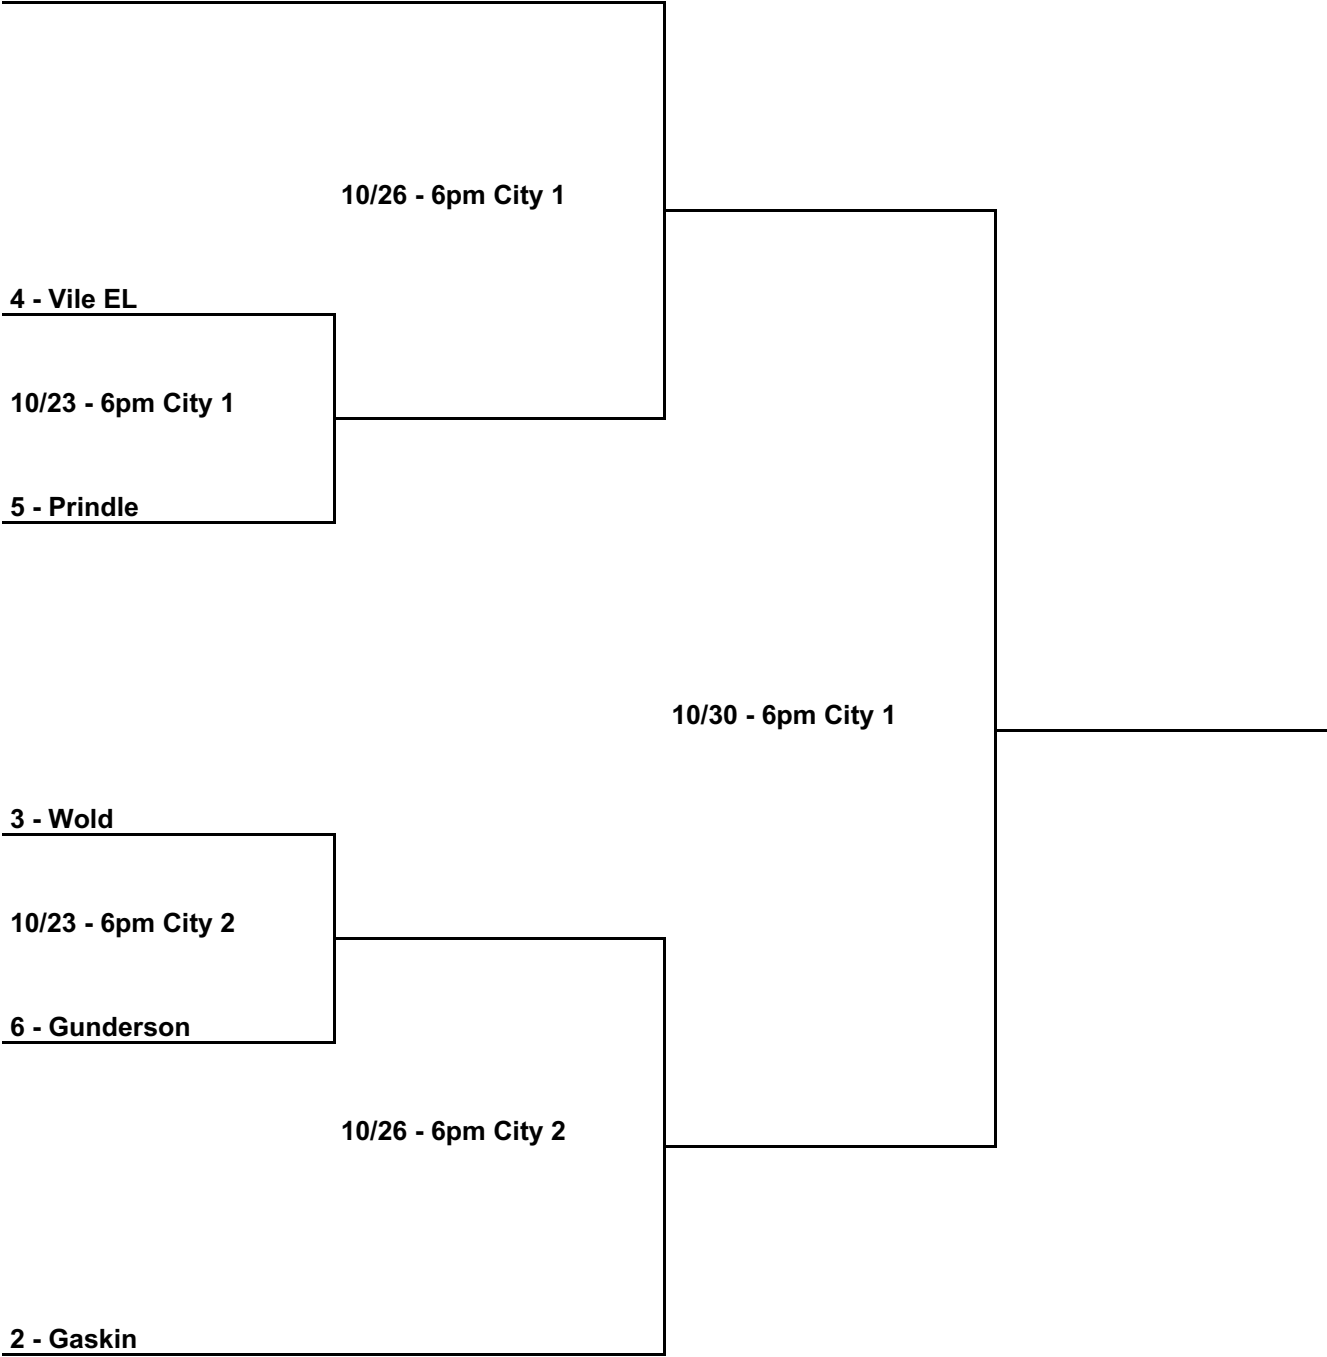 10/26 - 6pm City 1
4 - Vile EL
10/23 - 6pm City 1
5 - Prindle
10/30 - 6pm City 1
3 - Wold
10/23 - 6pm City 2
6 - Gunderson
10/26 - 6pm City 2
2 - Gaskin